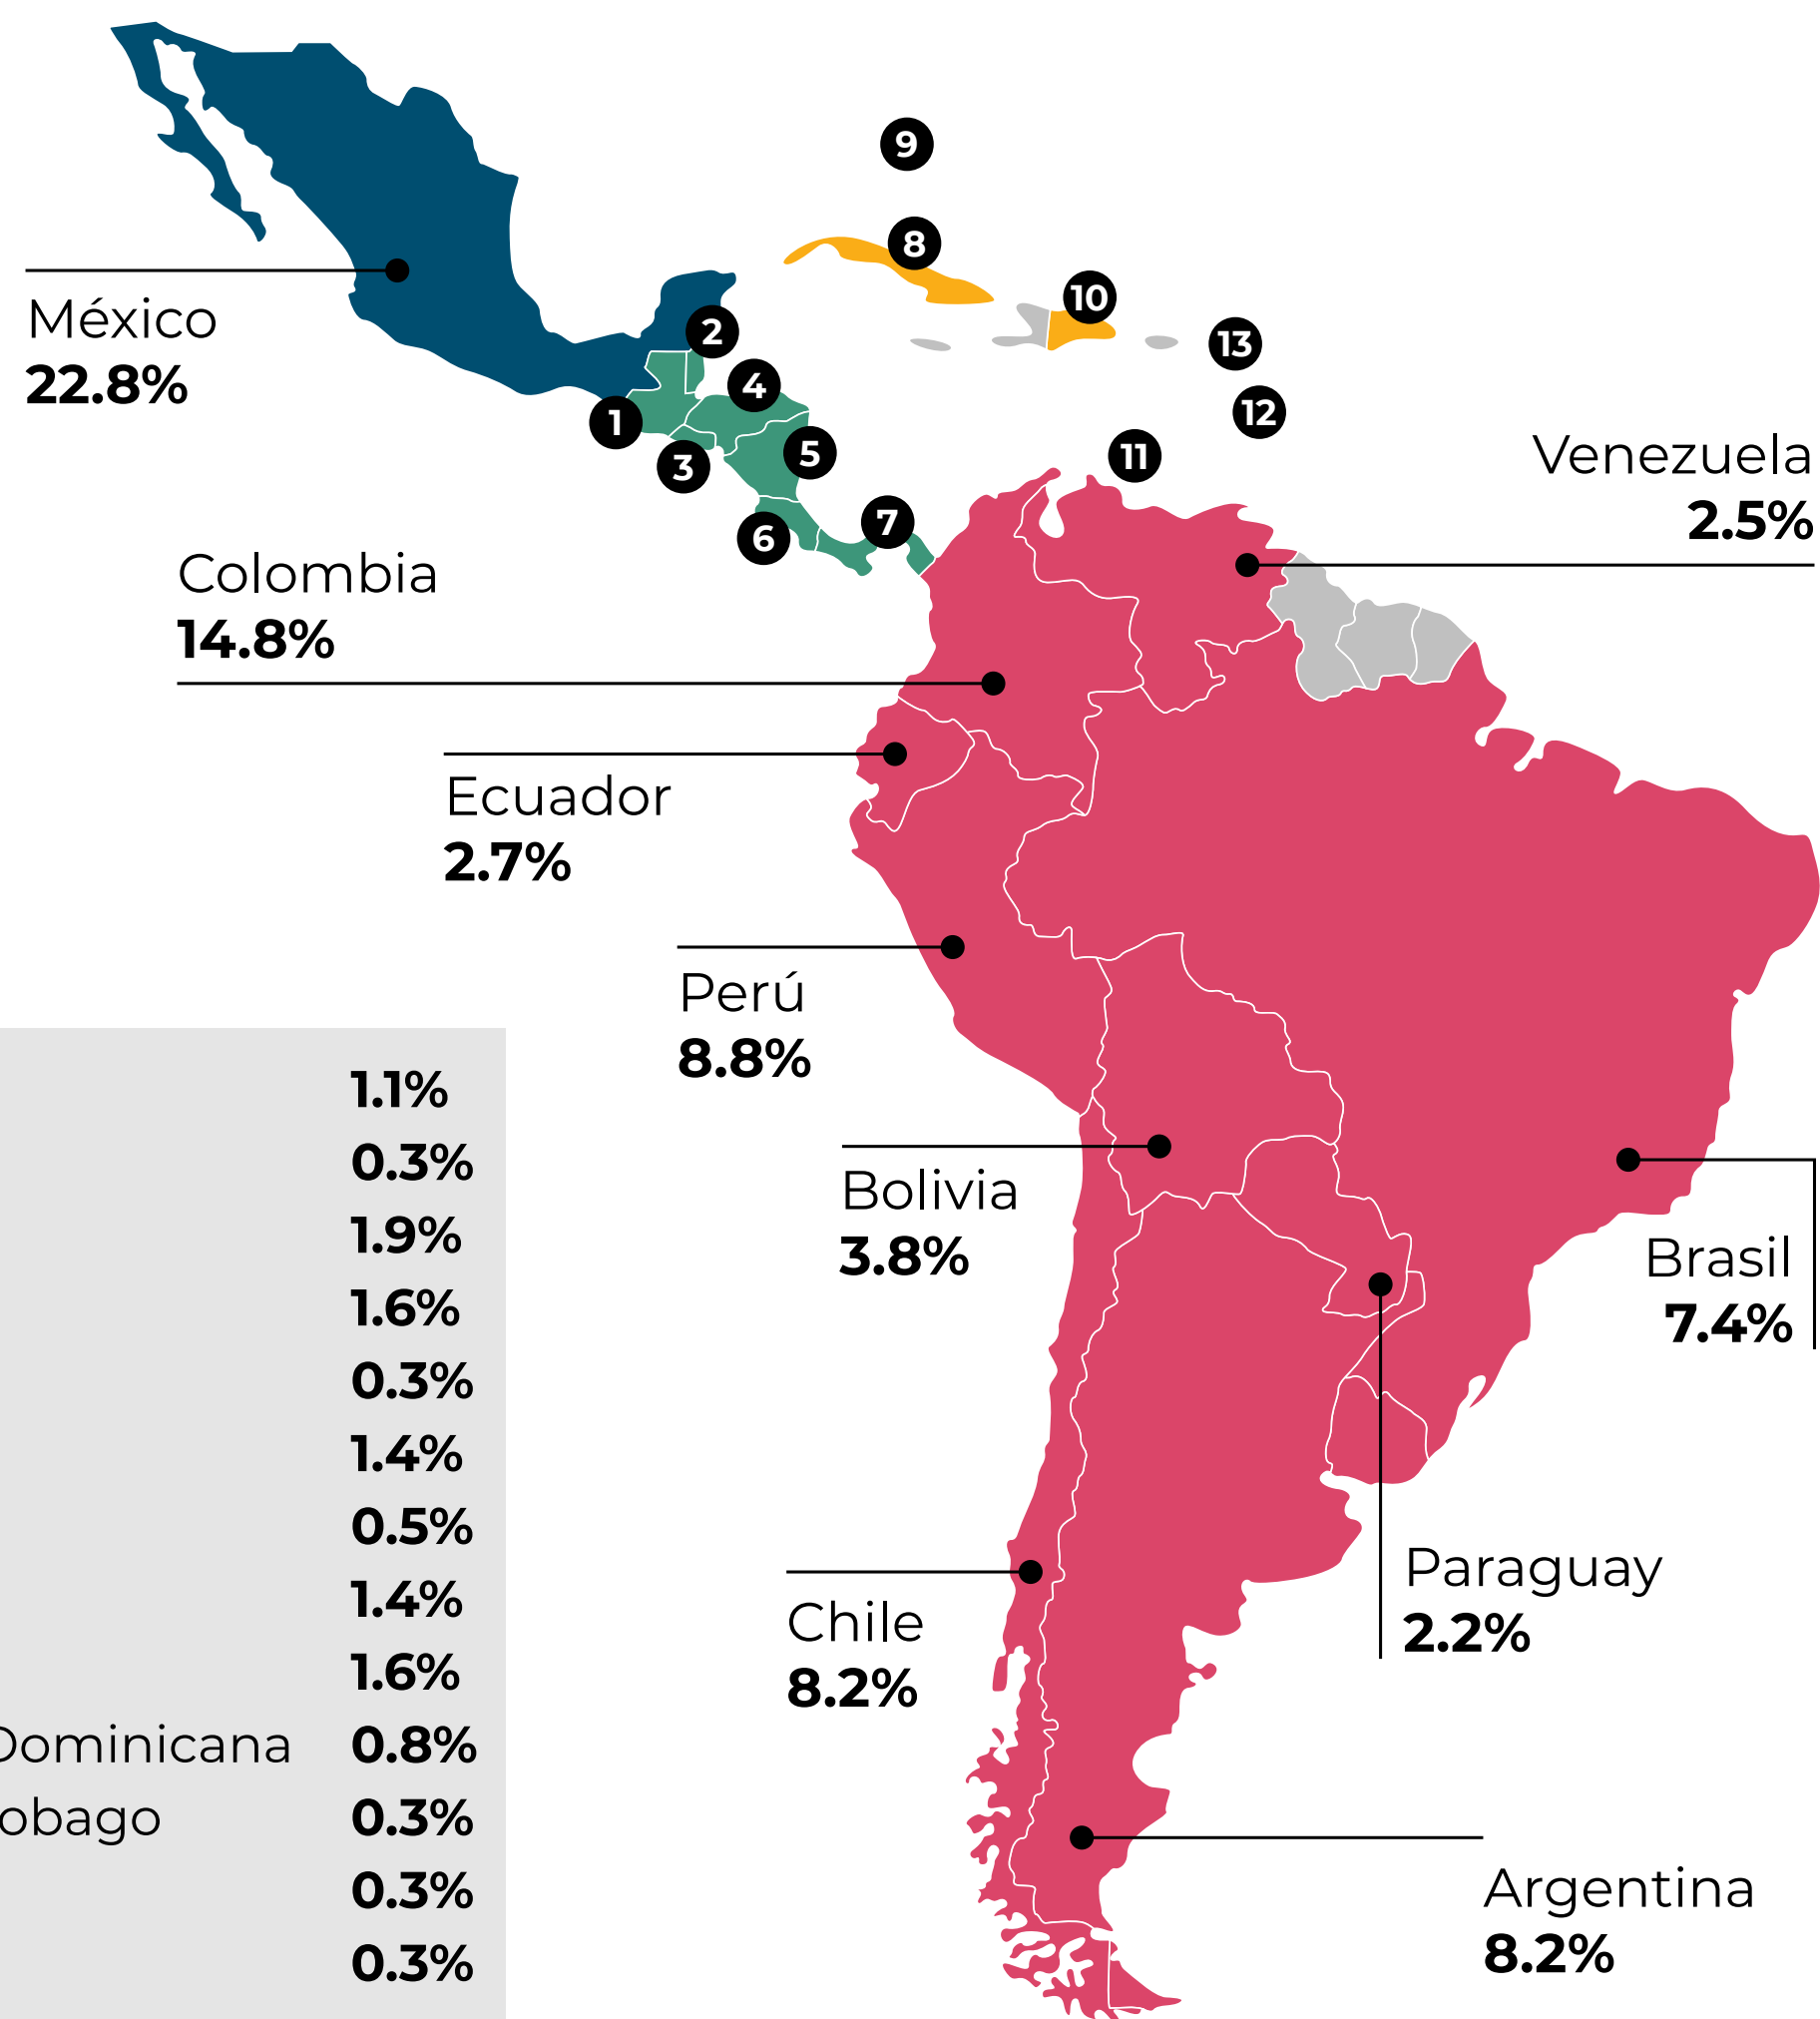 9
8
10
13
México
22.8%
2
4
12
1
3
5
11
Venezuela
2.5%
6
7
Colombia
14.8%
Ecuador
2.7%
Perú
8.8%
Bolivia
3.8%
Brasil
7.4%
Paraguay
2.2%
Chile
8.2%
Argentina
8.2%
1.1%
0.3%
1.9%
1.6%
0.3%
1.4%
0.5%
1.4%
1.6%
Dominicana 0.8%
obago 0.3%
0.3%
0.3%